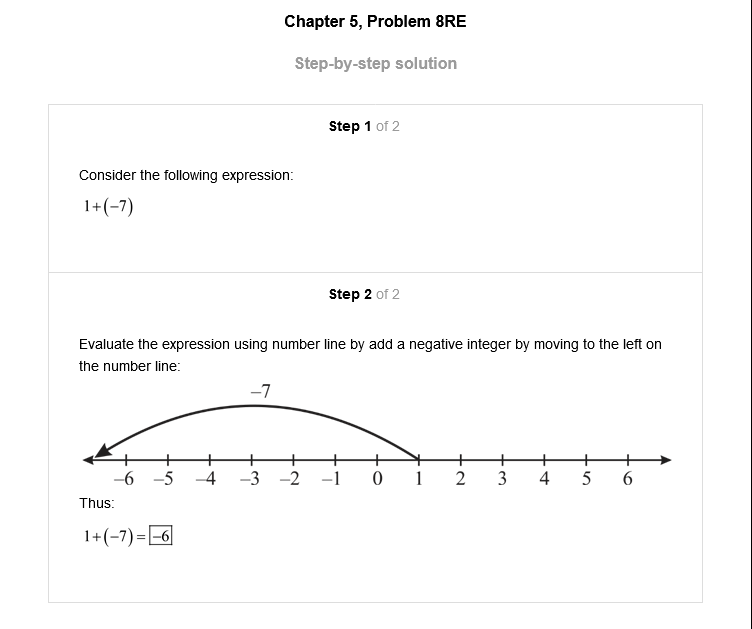 Chapter 5, Problem 8RE
Step-by-step solution
Step 1 of 2
Consider the following expression:
1+(−7)
Step 2 of 2
Evaluate the expression using number line by add a negative integer by moving to the left on
the number line:
−7
−6 −5 −4 −3 −2 −1 0 1 2 3 4 5 6
Thus:
1+(−7)=−6